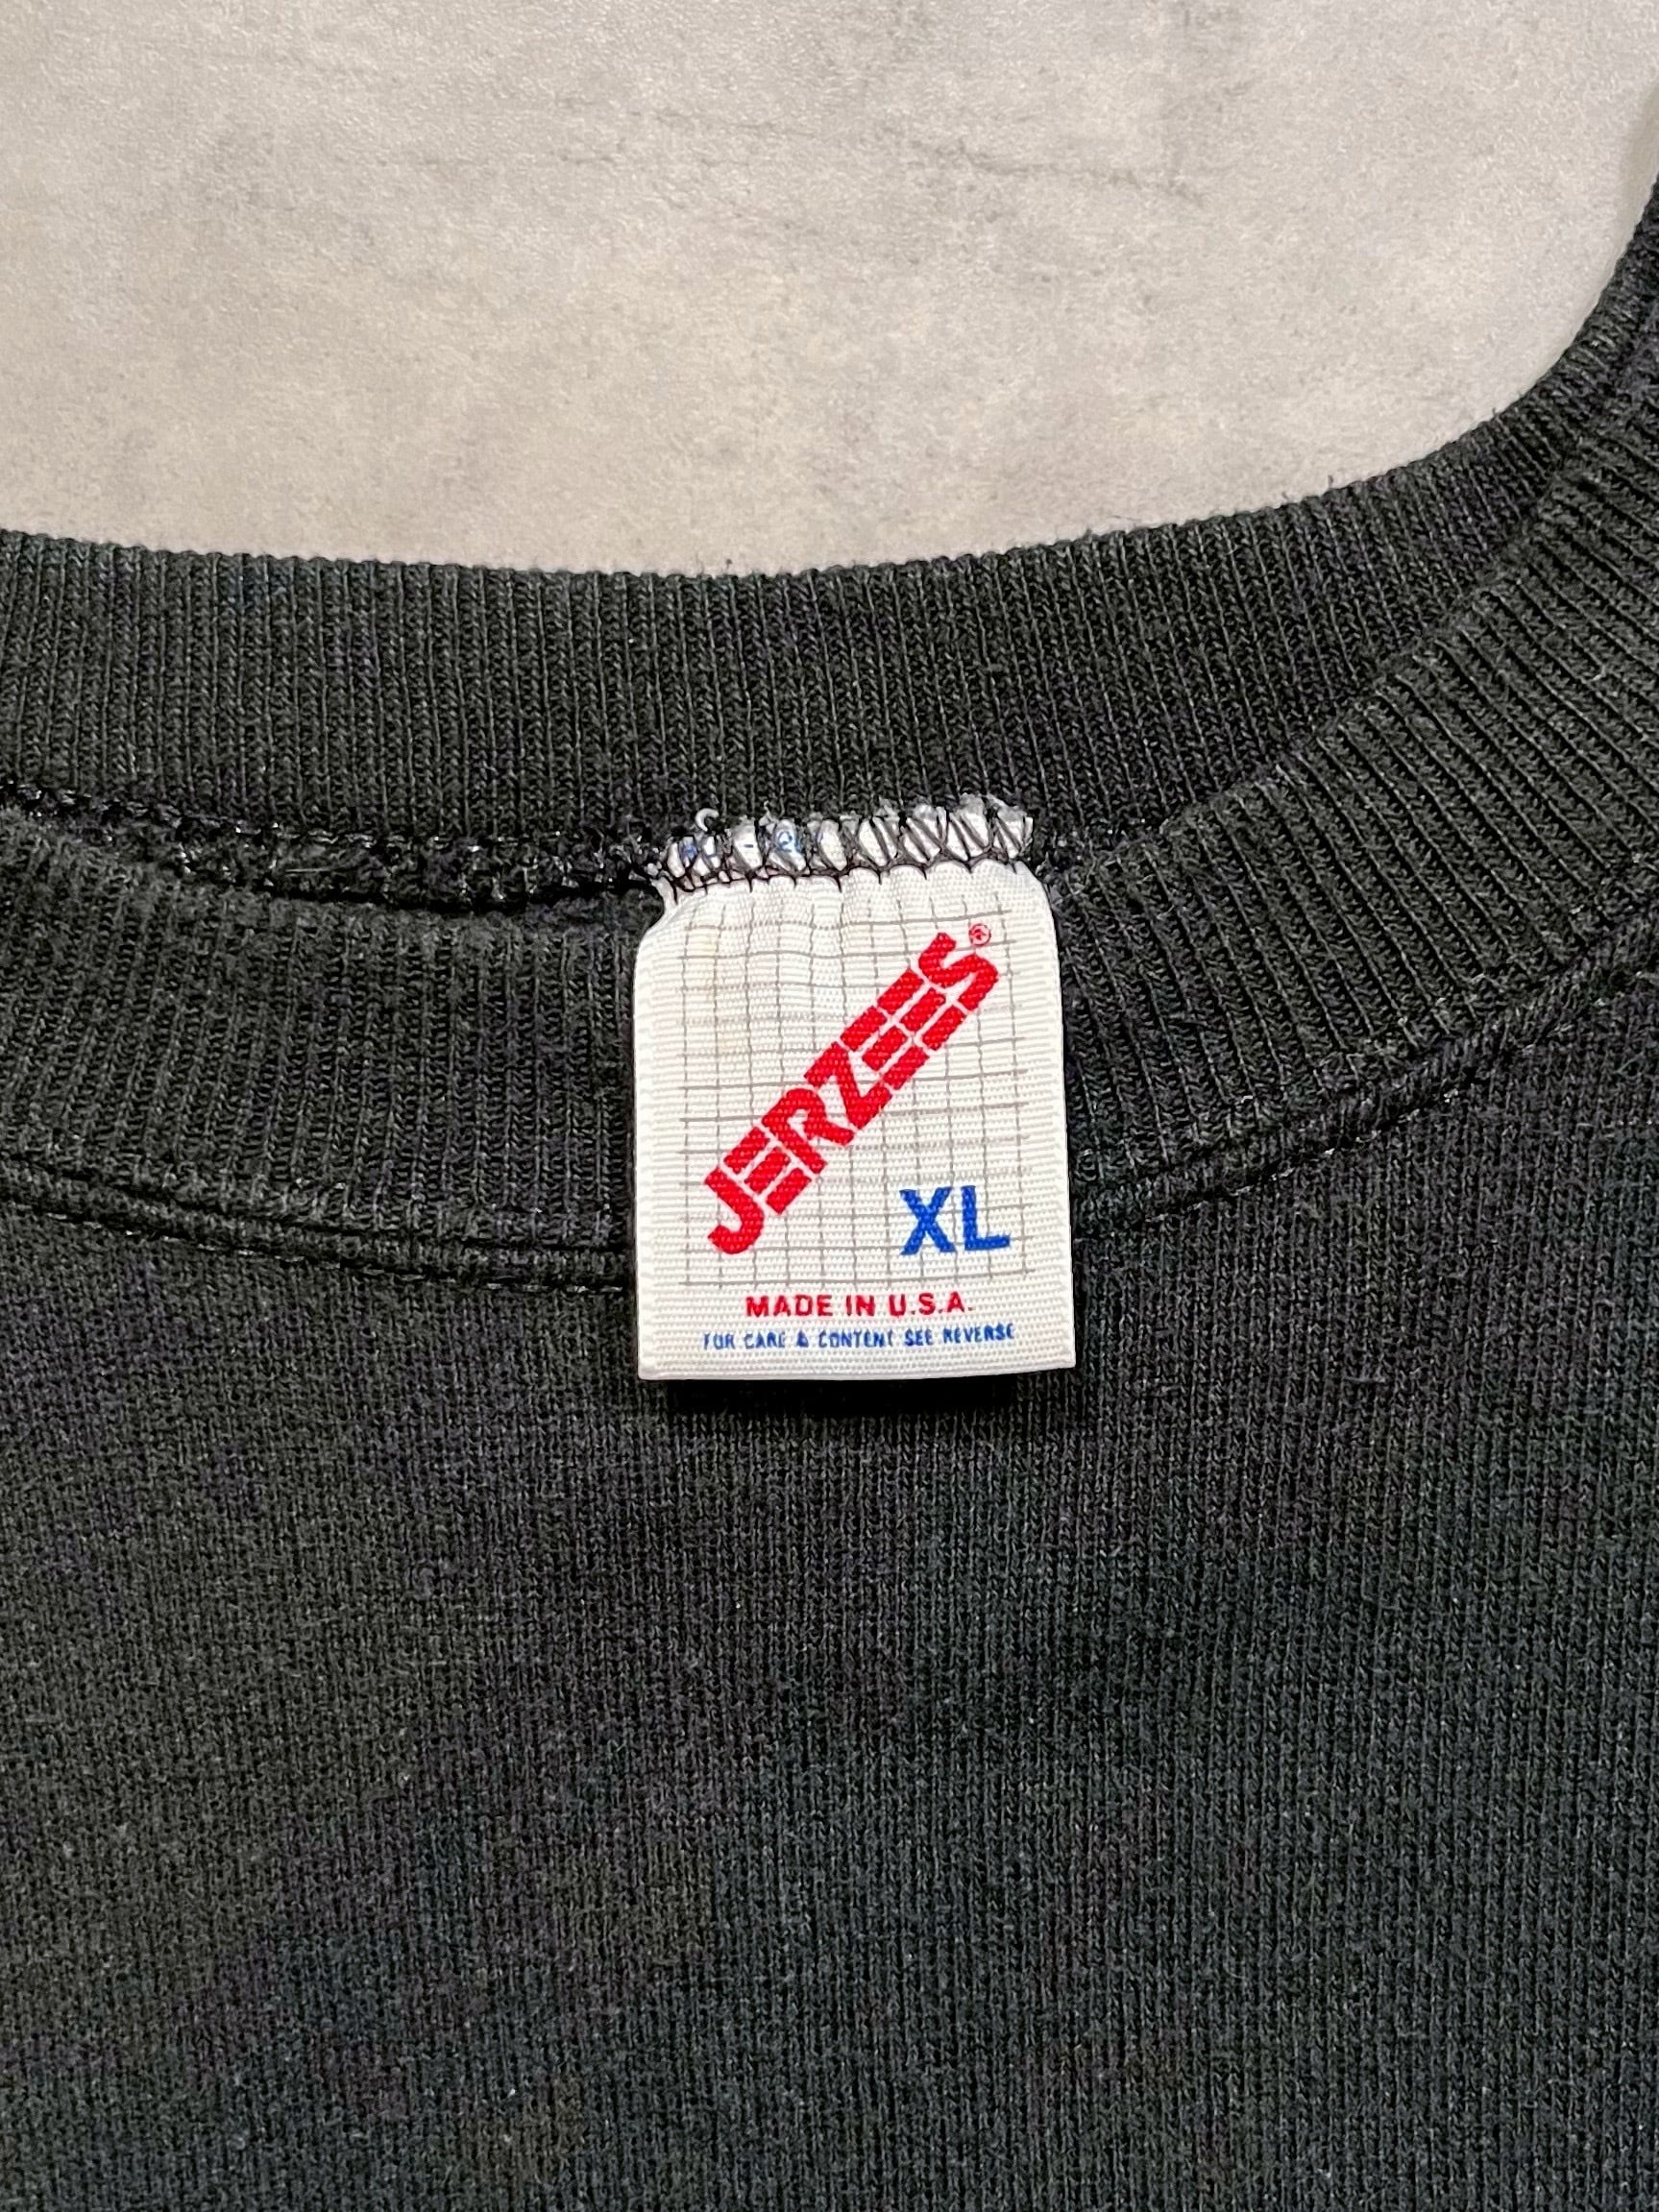 JERZEES®
XL
MADE IN U.S.A.
FOR CARE & CONTENT SEE REVERSE